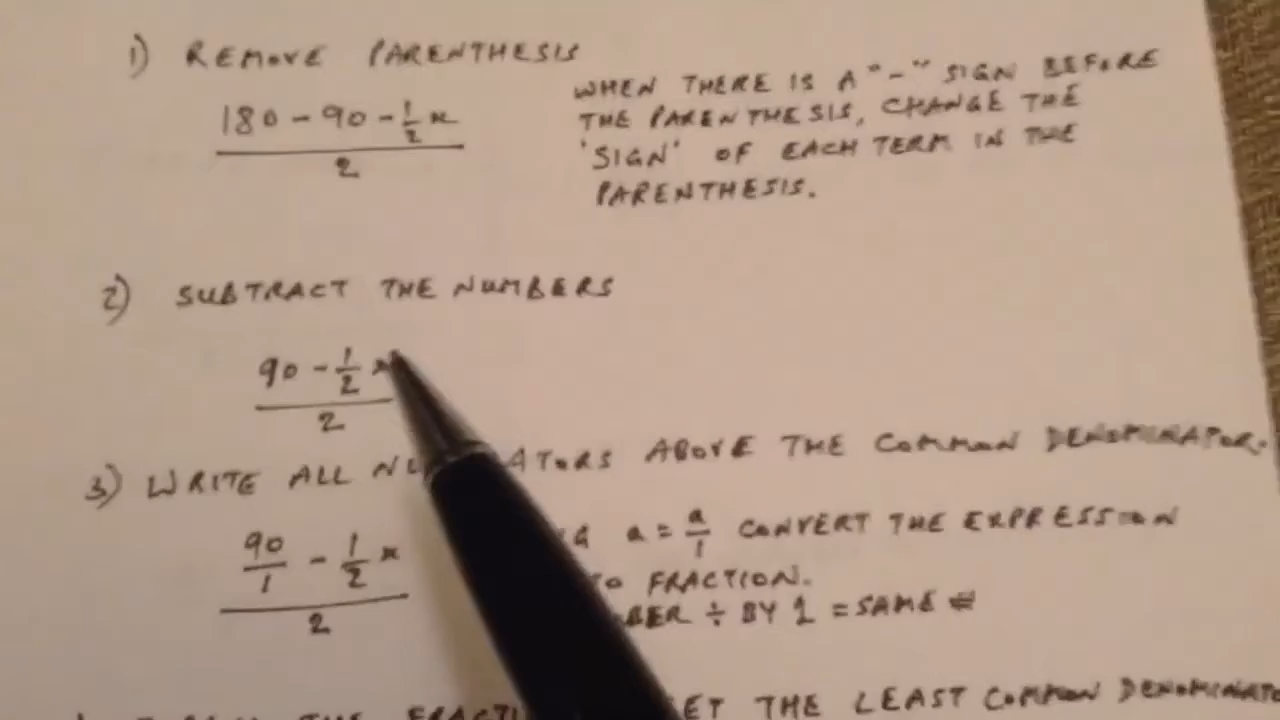 1) REMOVE PARENTHESIS
180 - 90 - 1/2 x
2
WHEN THERE IS A "-" SIGN BEFORE
THE PARENTHESIS, CHANGE THE
'SIGN' OF EACH TERM IN THE
PARENTHESIS.
2) SUBTRACT THE NUMBERS
90 - 1/2 x
2
3) WRITE ALL ABOVE THE COMMON DENOMINATOR.
90/1 - 1/2 x
2
a = a/1 CONVERT THE EXPRESSION
TO FRACTION.
÷ BY 1 = SAME #
THE THE LEAST COMMON